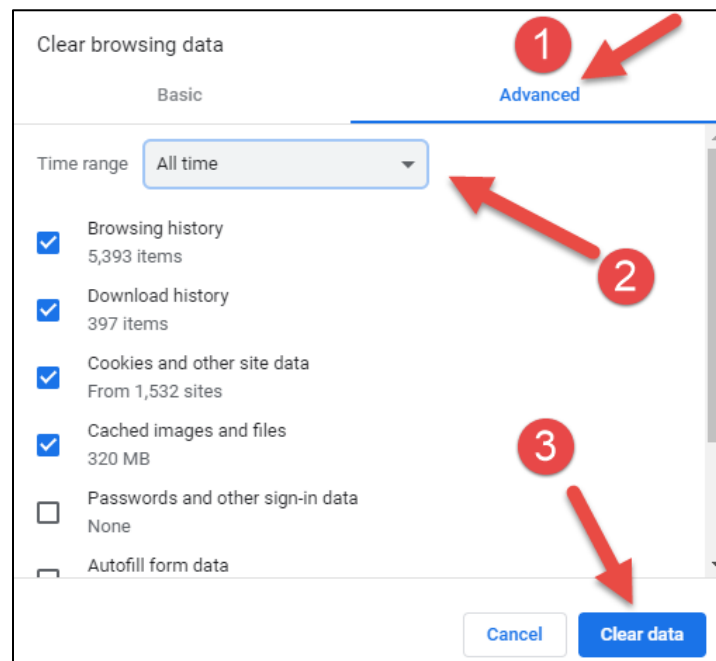 Clear browsing data
1
Basic
Advanced
Time range
All time
2
Browsing history
5,393 items
Download history
397 items
Cookies and other site data
From 1,532 sites
Cached images and files
320 MB
3
Passwords and other sign-in data
None
Autofill form data
Cancel
Clear data